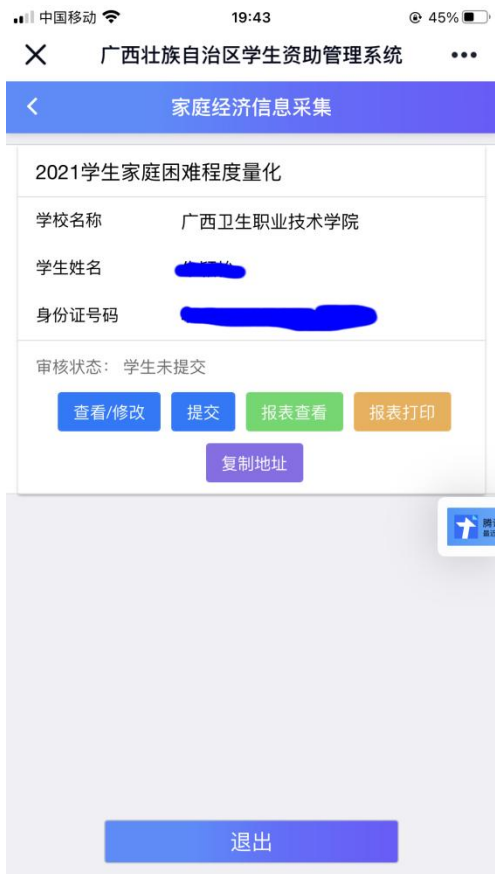 中国移动 19:43 45%
广西壮族自治区学生资助管理系统
家庭经济信息采集
2021学生家庭困难程度量化
学校名称 广西卫生职业技术学院
学生姓名
身份证号码
审核状态： 学生未提交
查看/修改 提交 报表查看 报表打印
复制地址
退出